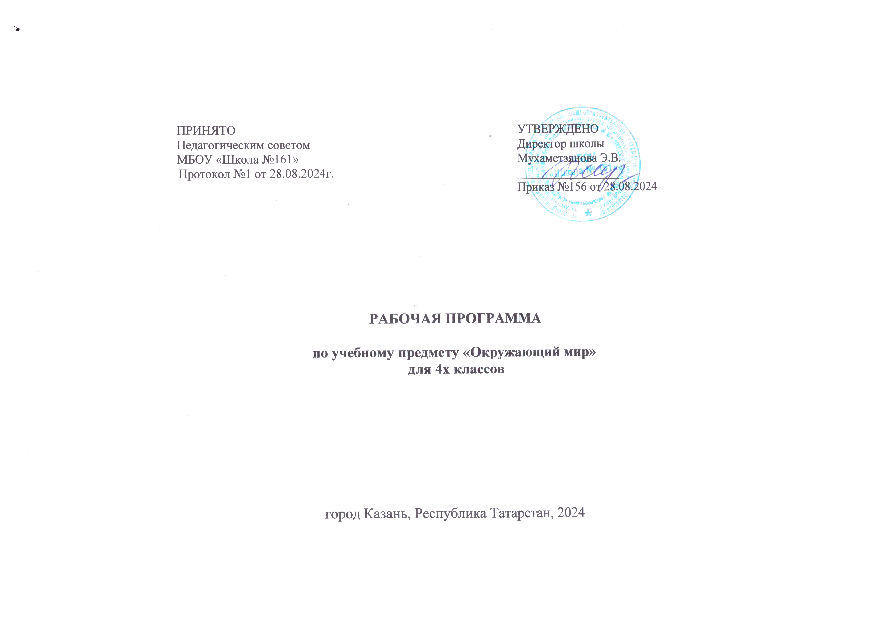 ПРИНЯТО
Педагогическим советом
МБОУ «Школа №161»
Протокол №1 от 28.08.2024г.
УТВЕРЖДЕНО
Директор школы
Мухаметзянова Э.В.
Приказ №156 от 28.08.2024
РАБОЧАЯ ПРОГРАММА
по учебному предмету «Окружающий мир»
для 4х классов
город Казань, Республика Татарстан, 2024